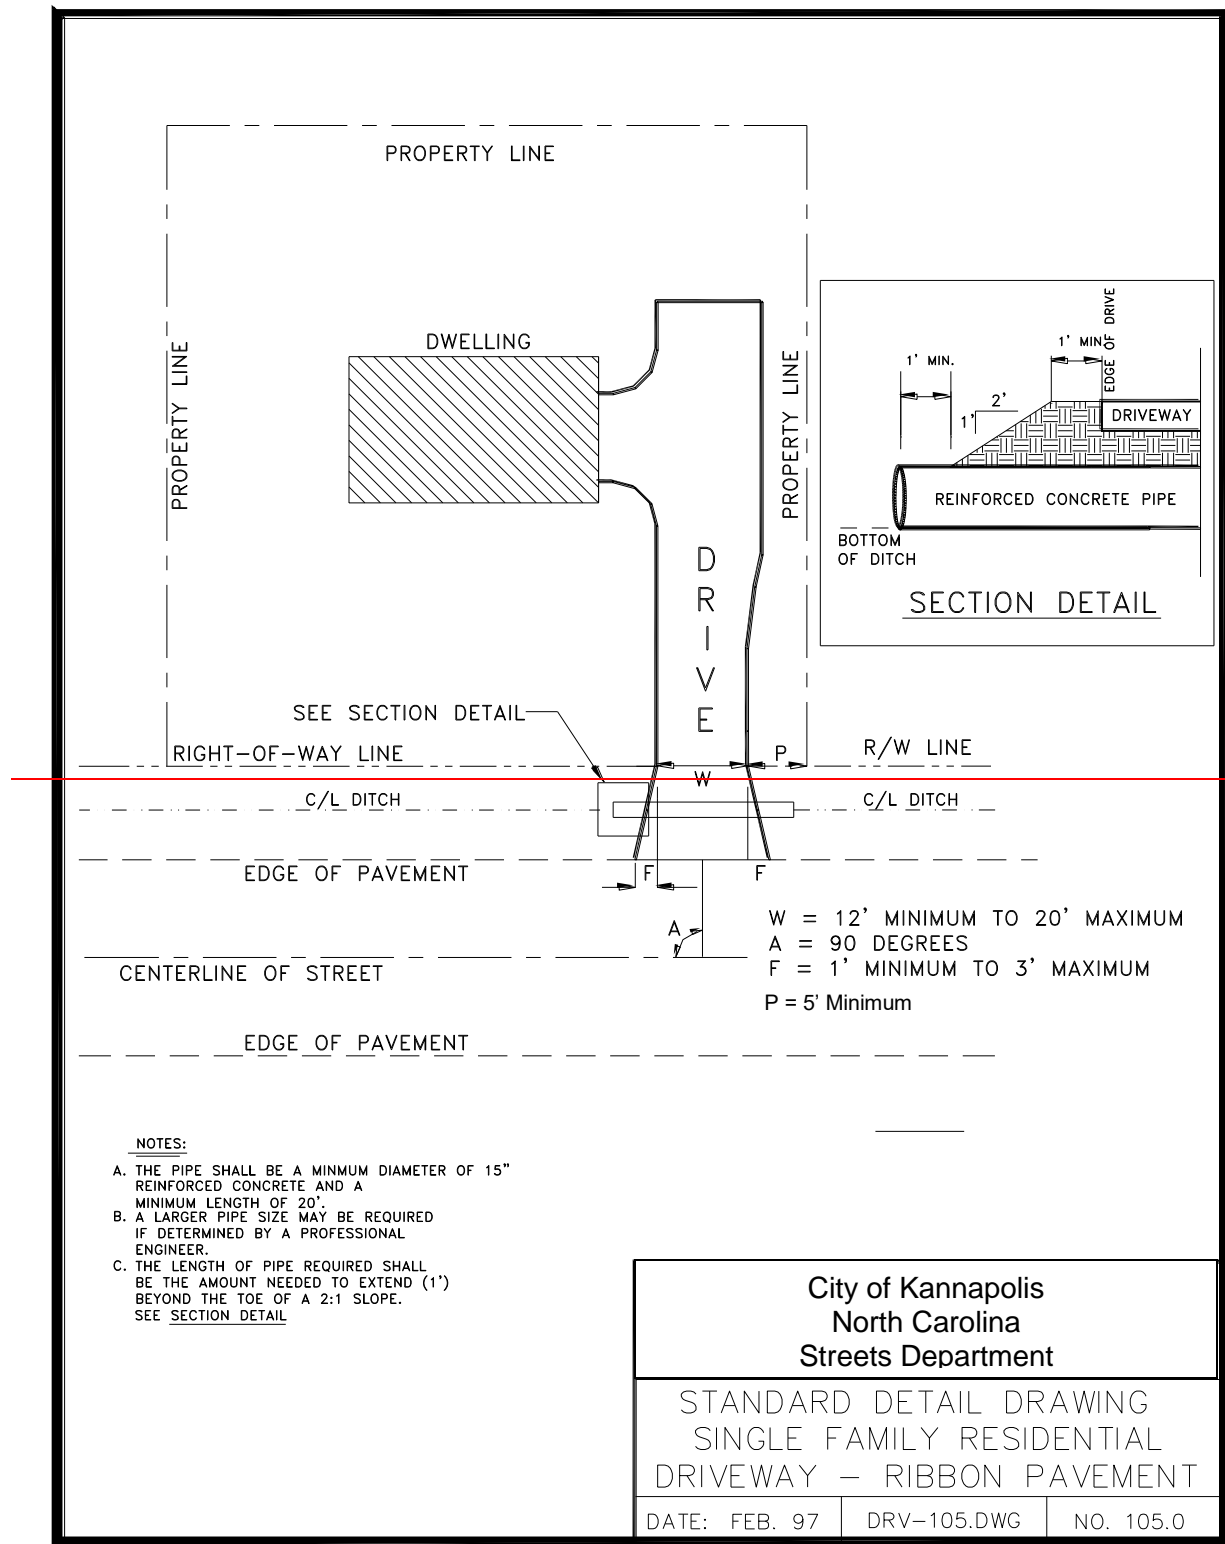 PROPERTY LINE
DWELLING
PROPERTY LINE
PROPERTY LINE
DRIVE
EDGE OF DRIVE
1' MIN.
1' MIN.
2'
1'
DRIVEWAY
REINFORCED CONCRETE PIPE
BOTTOM
OF DITCH
SECTION DETAIL
SEE SECTION DETAIL
RIGHT-OF-WAY LINE
P
R/W LINE
W
C/L DITCH
C/L DITCH
EDGE OF PAVEMENT
F
F
A
W = 12' MINIMUM TO 20' MAXIMUM
A = 90 DEGREES
F = 1' MINIMUM TO 3' MAXIMUM
P = 5' Minimum
CENTERLINE OF STREET
EDGE OF PAVEMENT
NOTES:
A. THE PIPE SHALL BE A MINMUM DIAMETER OF 15"
REINFORCED CONCRETE AND A
MINIMUM LENGTH OF 20'.
B. A LARGER PIPE SIZE MAY BE REQUIRED
IF DETERMINED BY A PROFESSIONAL
ENGINEER.
C. THE LENGTH OF PIPE REQUIRED SHALL
BE THE AMOUNT NEEDED TO EXTEND (1')
BEYOND THE TOE OF A 2:1 SLOPE.
SEE SECTION DETAIL
City of Kannapolis
North Carolina
Streets Department
STANDARD DETAIL DRAWING
SINGLE FAMILY RESIDENTIAL
DRIVEWAY – RIBBON PAVEMENT
DATE: FEB. 97
DRV-105.DWG
NO. 105.0